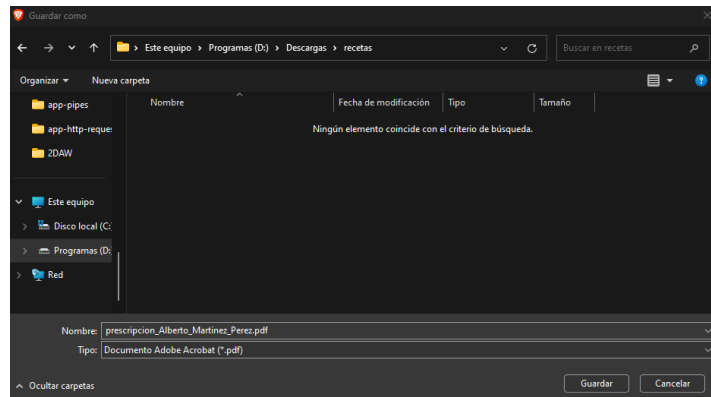 Guardar como
Este equipo › Programas (D:) › Descargas › recetas
Buscar en recetas
Organizar
Nueva carpeta
Nombre
Fecha de modificación
Tipo
Tamaño
app-pipes
app-http-reque
2DAW
Ningún elemento coincide con el criterio de búsqueda.
Este equipo
Disco local (C:
Programas (D:
Red
Nombre: prescripcion_Alberto_Martinez_Perez.pdf
Tipo: Documento Adobe Acrobat (*.pdf)
Ocultar carpetas
Guardar
Cancelar